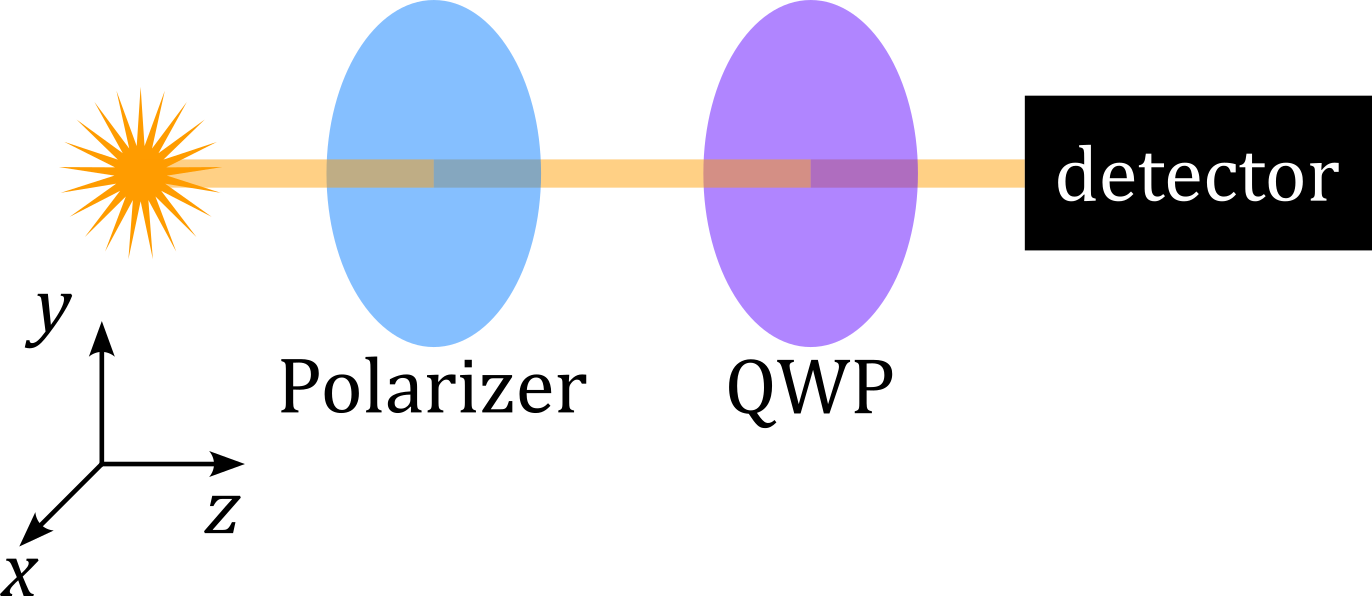 detector
y
Polarizer
QWP
z
x